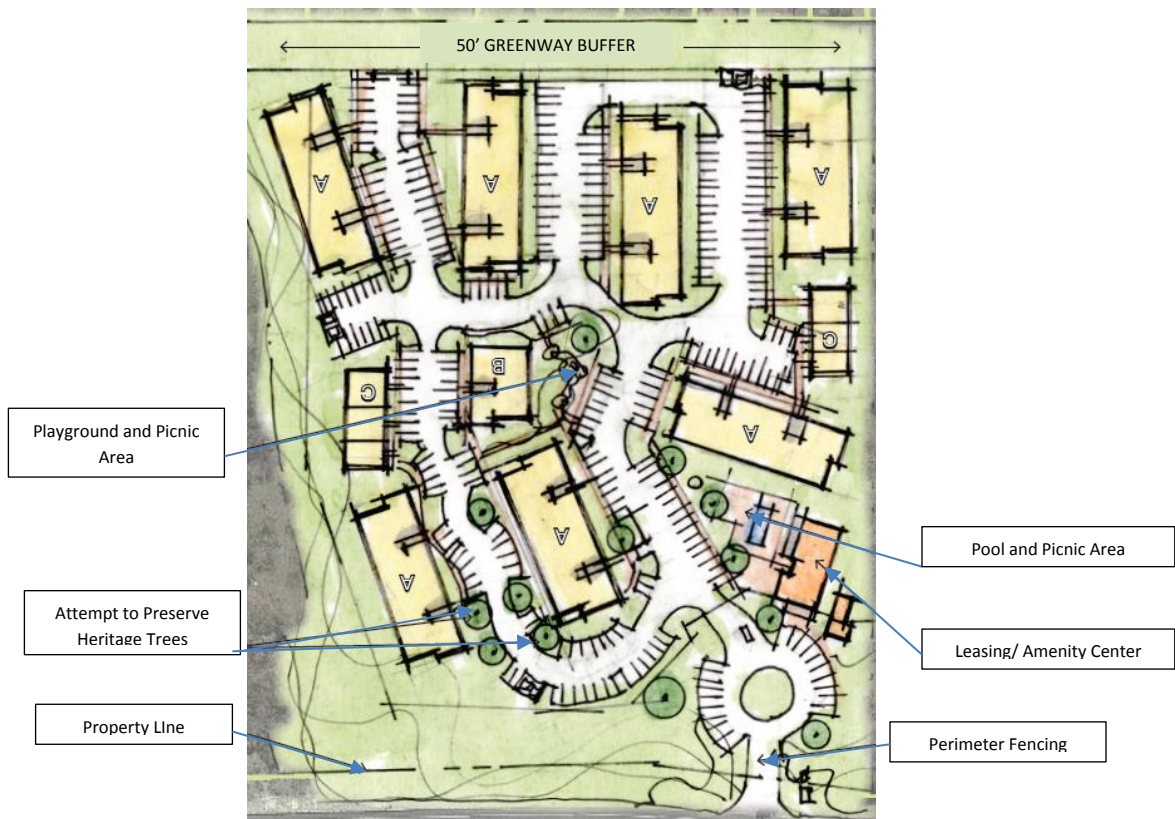 50’ GREENWAY BUFFER
A
A
A
A
C
B
C
A
A
A
Playground and Picnic
Area
Pool and Picnic Area
Attempt to Preserve
Heritage Trees
Leasing/ Amenity Center
Property LIne
Perimeter Fencing